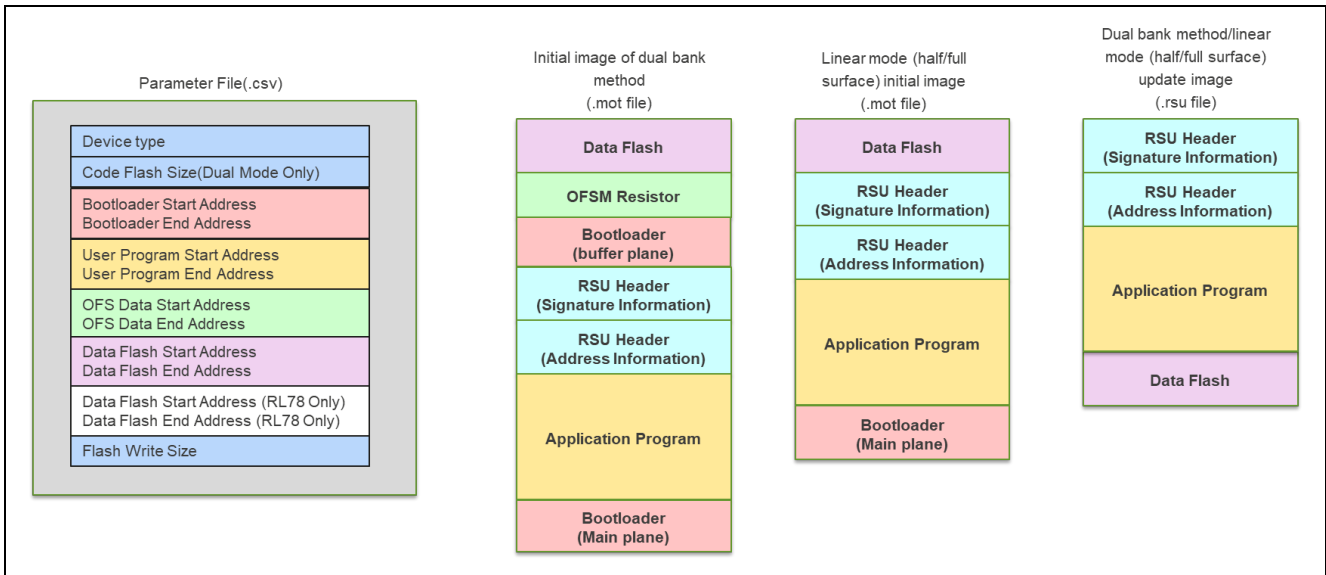 Parameter File(.csv)
Device type
Code Flash Size(Dual Mode Only)
Bootloader Start Address
Bootloader End Address
User Program Start Address
User Program End Address
OFS Data Start Address
OFS Data End Address
Data Flash Start Address
Data Flash End Address
Data Flash Start Address (RL78 Only)
Data Flash End Address (RL78 Only)
Flash Write Size
Initial image of dual bank
method
(.mot file)
Data Flash
OFSM Resistor
Bootloader
(buffer plane)
RSU Header
(Signature Information)
RSU Header
(Address Information)
Application Program
Bootloader
(Main plane)
Linear mode (half/full
surface) initial image
(.mot file)
Data Flash
RSU Header
(Signature Information)
RSU Header
(Address Information)
Application Program
Bootloader
(Main plane)
Dual bank method/linear
mode (half/full surface)
update image
(.rsu file)
RSU Header
(Signature Information)
RSU Header
(Address Information)
Application Program
Data Flash